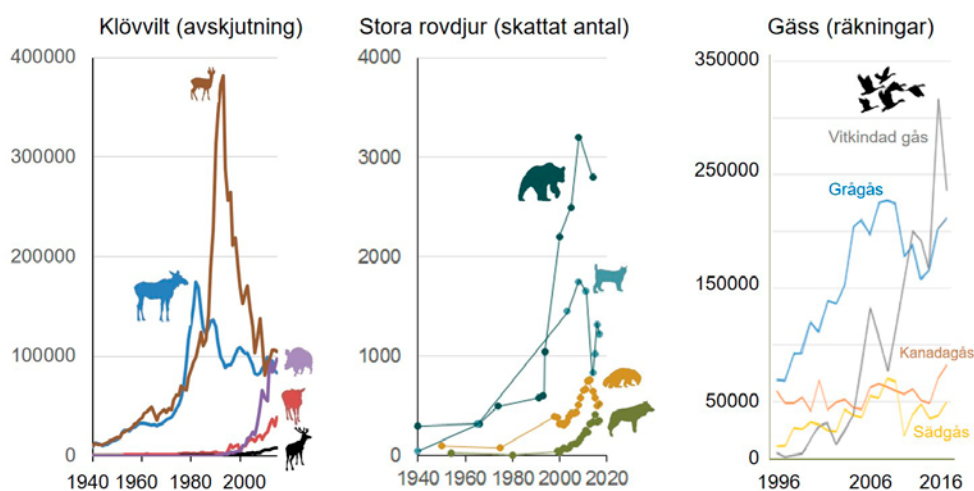 Klövvilt (avskjutning)
400000
300000
200000
100000
0
1940 1960 1980 2000
Stora rovdjur (skattat antal)
4000
3000
2000
1000
0
1940 1960 1980 2000 2020
Gäss (räkningar)
350000
250000
150000
50000
0
Vitkindad gås
Grågås
Kanadagås
Sädgås
1996 2006 2016